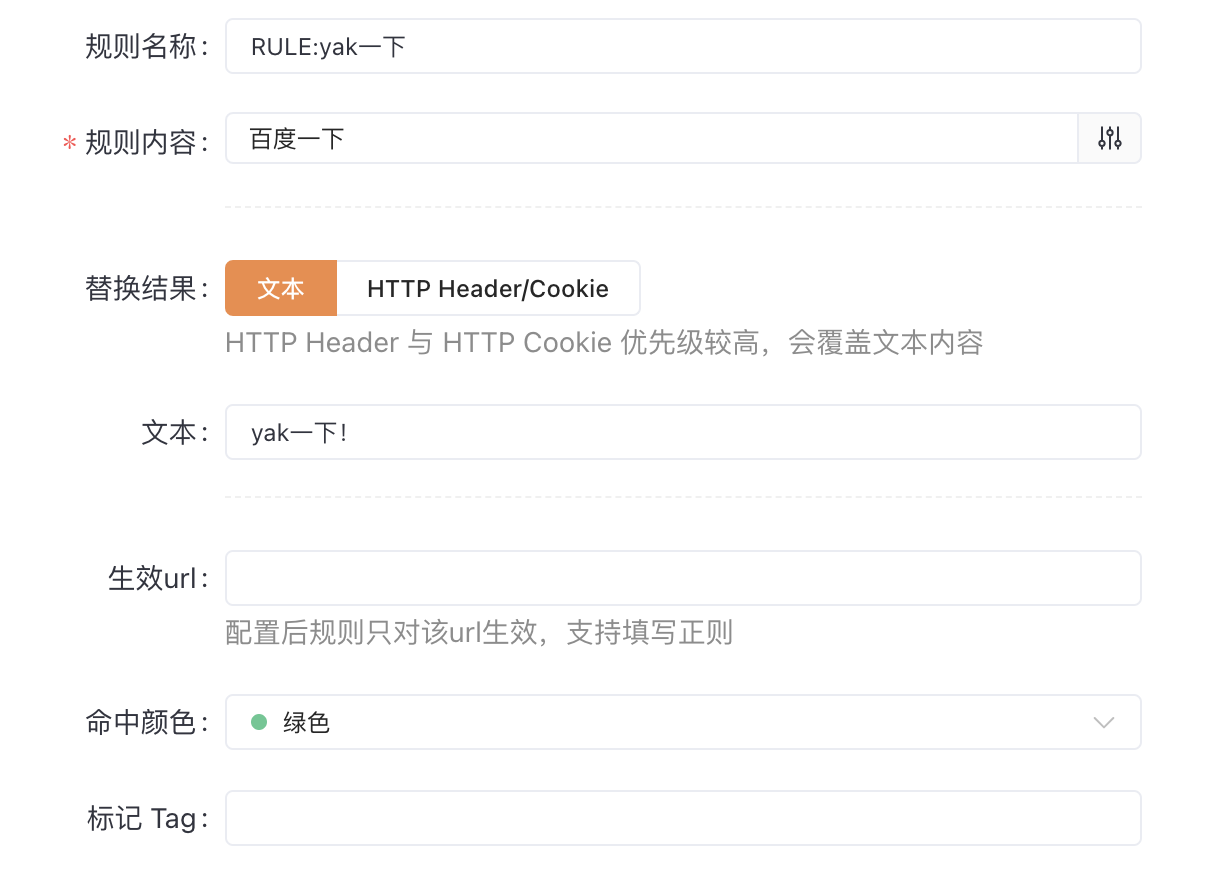 规则名称: RULE:yak一下
* 规则内容: 百度一下
替换结果: 文本 HTTP Header/Cookie
HTTP Header 与 HTTP Cookie 优先级较高，会覆盖文本内容
文本: yak一下!
生效url:
配置后规则只对该url生效，支持填写正则
命中颜色: 绿色
标记 Tag: